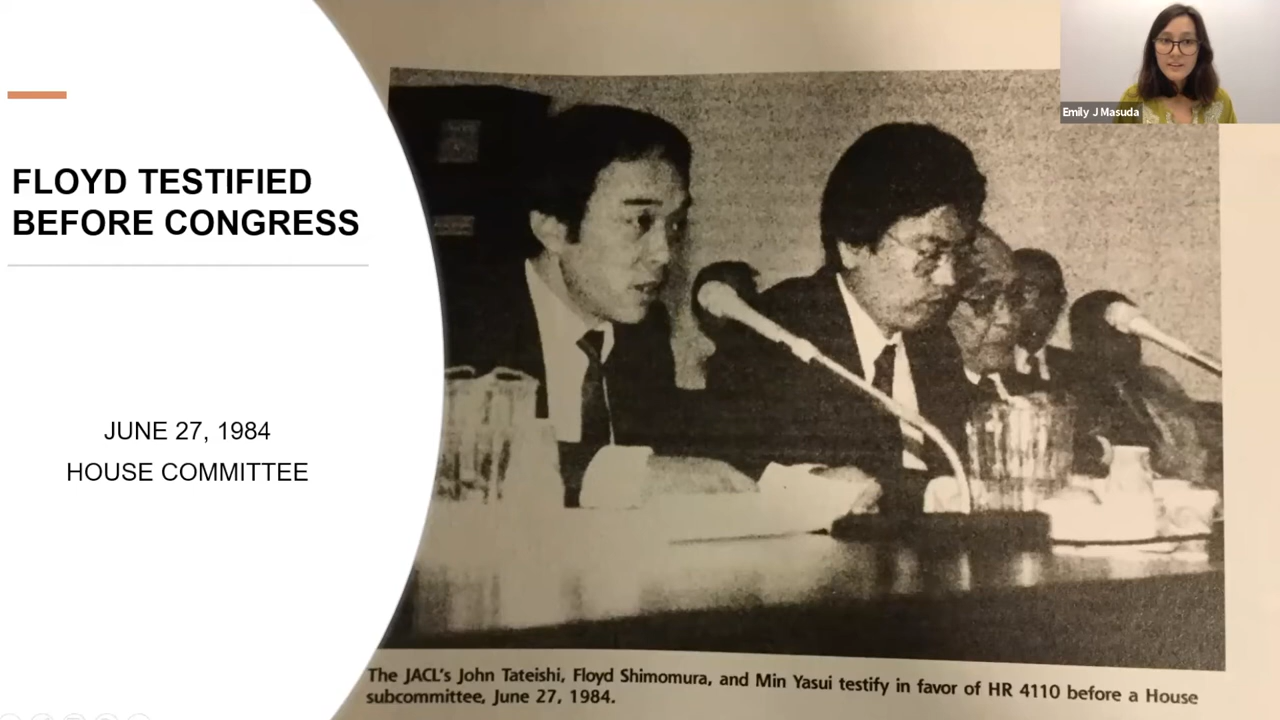 FLOYD TESTIFIED
BEFORE CONGRESS
JUNE 27, 1984
HOUSE COMMITTEE
Emily J Masuda
The JACL's John Tateishi, Floyd Shimomura, and Min Yasui testify in favor of HR 4110 before a House
subcommittee, June 27, 1984.